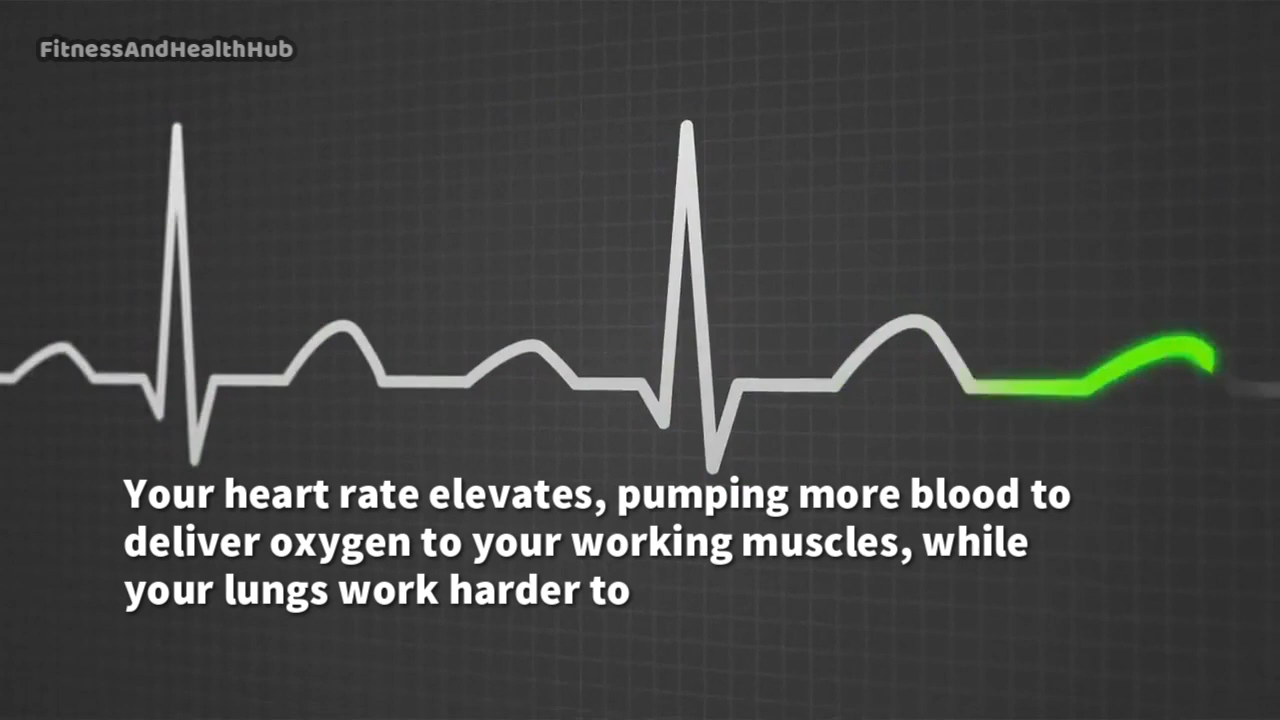 FitnessAndHealthHub
Your heart rate elevates, pumping more blood to
deliver oxygen to your working muscles, while
your lungs work harder to